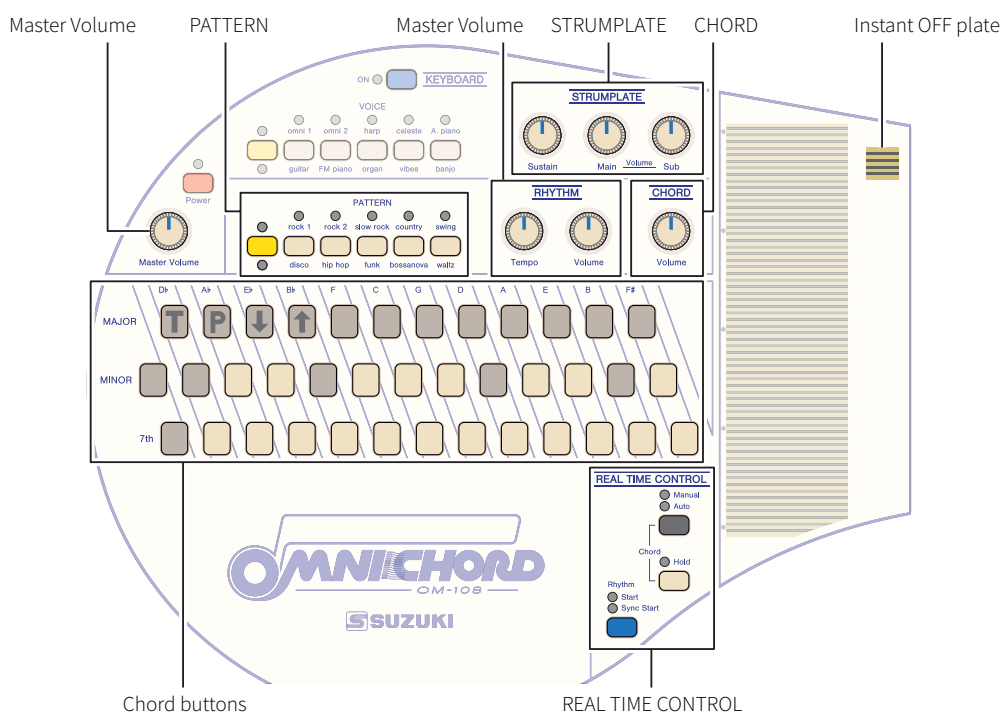 Master Volume
PATTERN
Master Volume
STRUMPLATE
CHORD
Instant OFF plate
ON
KEYBOARD
VOICE
omni 1 omni 2 harp celeste A. piano
guitar FM piano organ vibes banjo
Power
Master Volume
STRUMPLATE
Sustain Main Volume Sub
PATTERN
rock 1 rock 2 slow rock country swing
disco hip hop funk bossanova waltz
RHYTHM
Tempo Volume
CHORD
Volume
D♭ A♭ E♭ B♭ F C G D A E B F#
MAJOR
T P ↓ ↑
MINOR
7th
REAL TIME CONTROL
Manual
Auto
Chord
Hold
Rhythm
Start
Sync Start
OMNICHORD
OM-108
S SUZUKI
Chord buttons
REAL TIME CONTROL